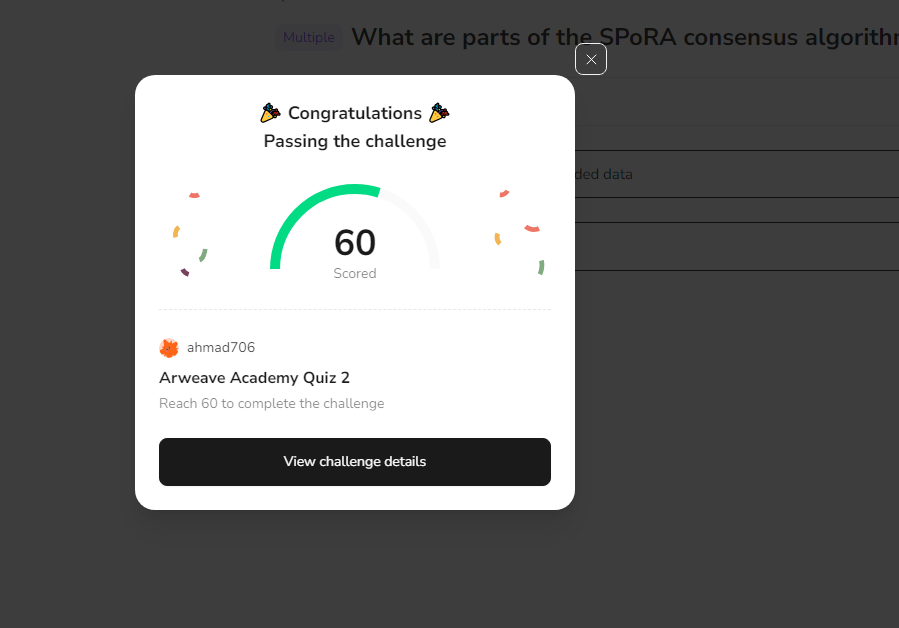 Multiple What are parts of the SPoRA consensus
ded data
Congratulations
Passing the challenge
60
Scored
ahmad706
Arweave Academy Quiz 2
Reach 60 to complete the challenge
View challenge details